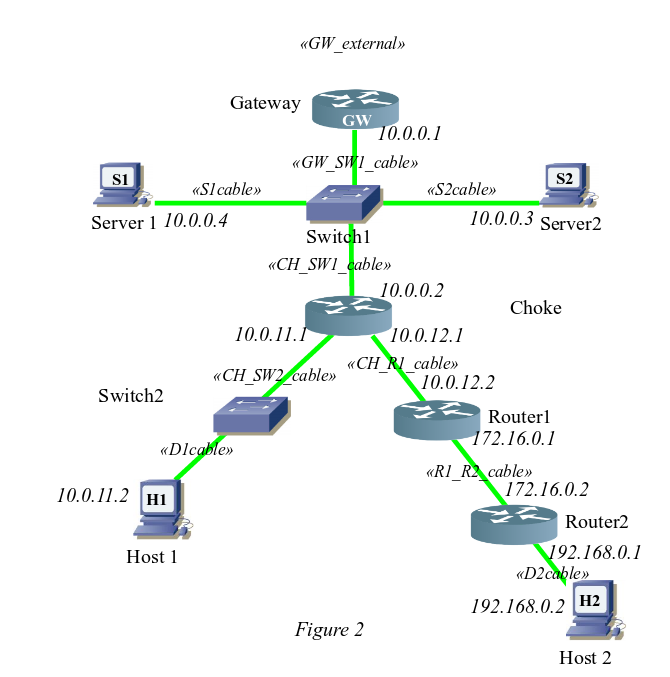 «GW_external»
Gateway
GW
10.0.0.1
«GW_SW1_cable»
S1
«S1cable»
«S2cable»
S2
Server 1
10.0.0.4
10.0.0.3
Server2
Switch1
«CH_SW1_cable»
10.0.0.2
Choke
10.0.11.1
10.0.12.1
«CH_R1_cable»
«CH_SW2_cable»
10.0.12.2
Switch2
Router1
172.16.0.1
«D1cable»
«R1_R2_cable»
10.0.11.2
H1
172.16.0.2
Router2
Host 1
192.168.0.1
«D2cable»
192.168.0.2
H2
Figure 2
Host 2